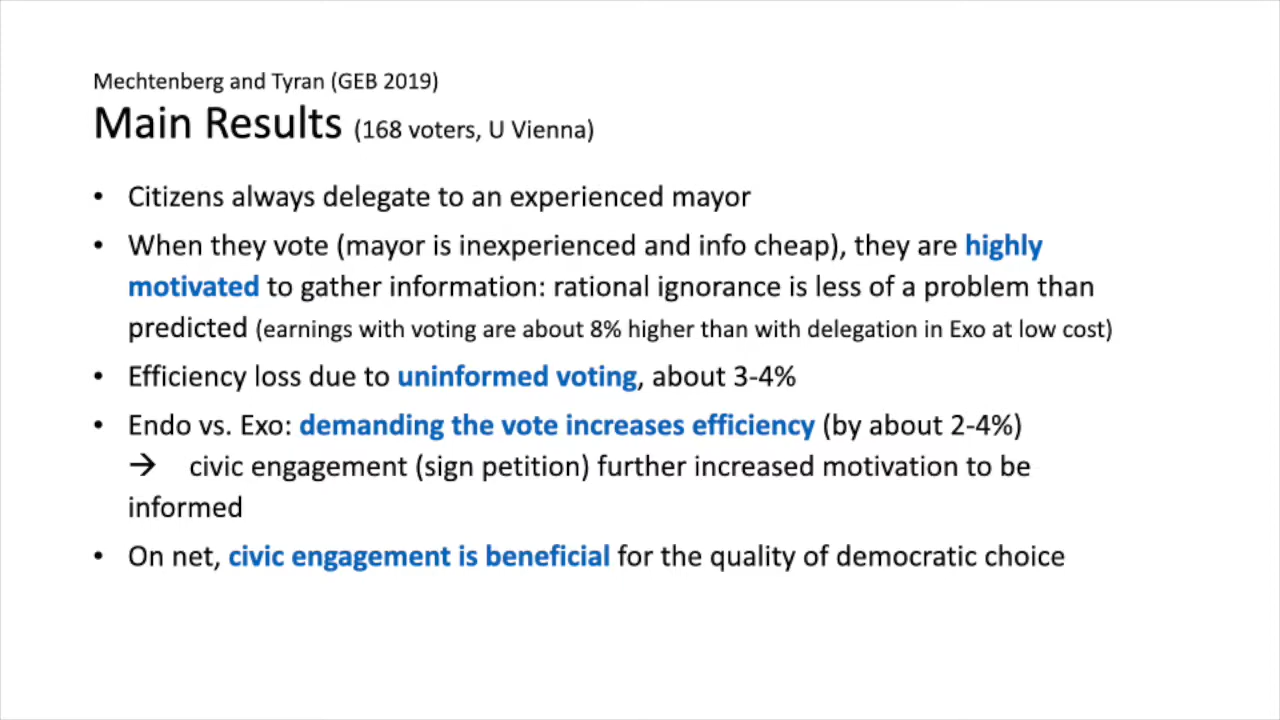 Mechtenberg and Tyran (GEB 2019)
Main Results (168 voters, U Vienna)
• Citizens always delegate to an experienced mayor
• When they vote (mayor is inexperienced and info cheap), they are highly
motivated to gather information: rational ignorance is less of a problem than
predicted (earnings with voting are about 8% higher than with delegation in Exo at low cost)
• Efficiency loss due to uninformed voting, about 3-4%
• Endo vs. Exo: demanding the vote increases efficiency (by about 2-4%)
→ civic engagement (sign petition) further increased motivation to be
informed
• On net, civic engagement is beneficial for the quality of democratic choice